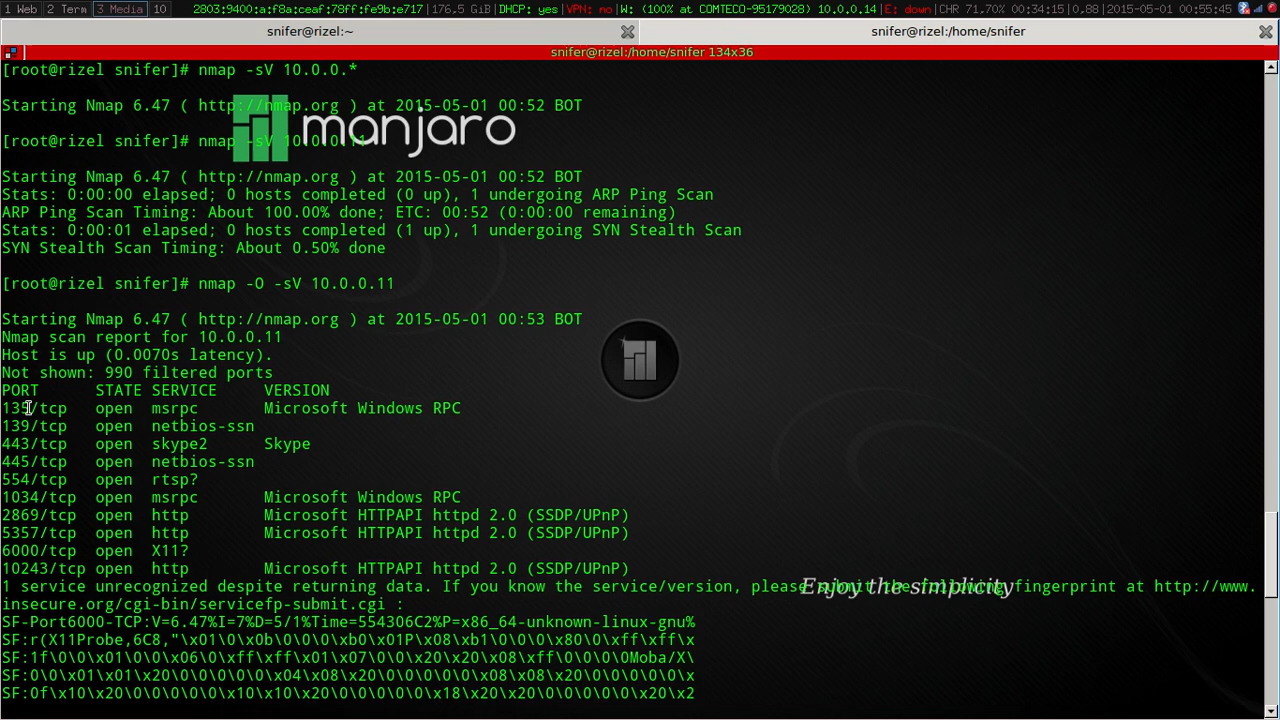 1 Web 2 Term 3 Media 10 2803:9400:a:f8a:ceaf:78ff:fe9b:e717|176,5 GiB|DHCP: yes|VPN: no|W: (100% at COMTECO-95179028) 10.0.0.14|E: down|CHR 71,70% 00:34:15|0,88|2015-05-01 00:55:45
snifer@rizel:~ snifer@rizel:/home/snifer
snifer@rizel:/home/snifer 134x36
[root@rizel snifer]# nmap -sV 10.0.0.*
Starting Nmap 6.47 ( http://nmap.org ) at 2015-05-01 00:52 BOT
manjaro
[root@rizel snifer]# nmap -sV 10.0.0.11
Starting Nmap 6.47 ( http://nmap.org ) at 2015-05-01 00:52 BOT
Stats: 0:00:00 elapsed; 0 hosts completed (0 up), 1 undergoing ARP Ping Scan
ARP Ping Scan Timing: About 100.00% done; ETC: 00:52 (0:00:00 remaining)
Stats: 0:00:01 elapsed; 0 hosts completed (1 up), 1 undergoing SYN Stealth Scan
SYN Stealth Scan Timing: About 0.50% done
[root@rizel snifer]# nmap -O -sV 10.0.0.11
Starting Nmap 6.47 ( http://nmap.org ) at 2015-05-01 00:53 BOT
Nmap scan report for 10.0.0.11
Host is up (0.0070s latency).
Not shown: 990 filtered ports
PORT STATE SERVICE VERSION
135/tcp open msrpc Microsoft Windows RPC
139/tcp open netbios-ssn
443/tcp open skype2 Skype
445/tcp open netbios-ssn
554/tcp open rtsp?
1034/tcp open msrpc Microsoft Windows RPC
2869/tcp open http Microsoft HTTPAPI httpd 2.0 (SSDP/UPnP)
5357/tcp open http Microsoft HTTPAPI httpd 2.0 (SSDP/UPnP)
6000/tcp open X11?
10243/tcp open http Microsoft HTTPAPI httpd 2.0 (SSDP/UPnP)
1 service unrecognized despite returning data. If you know the service/version, please submit the following fingerprint at http://www.
Enjoy the simplicity
insecure.org/cgi-bin/servicefp-submit.cgi :
SF-Port6000-TCP:V=6.47%I=7%D=5/1%Time=554306C2%P=x86_64-unknown-linux-gnu%
SF:r(X11Probe,6C8,"\x01\0\x0b\0\0\0\xb0\x01P\x08\xb1\0\0\0\x80\0\xff\xff\x
SF:1f\0\0\x01\x06\0\xff\xff\x01\x07\0\0\x20\x20\x08\xff\0\0\0\0Moba/X\
SF:0\0\x01\x01\x20\0\0\0\0\0\x04\x08\x20\0\0\0\0\0\x08\x08\x20\0\0\0\0\0\x
SF:0f\x10\x20\0\0\0\0\0\x10\x10\x20\0\0\0\0\0\x18\x20\x20\0\0\0\0\0\x20\x2